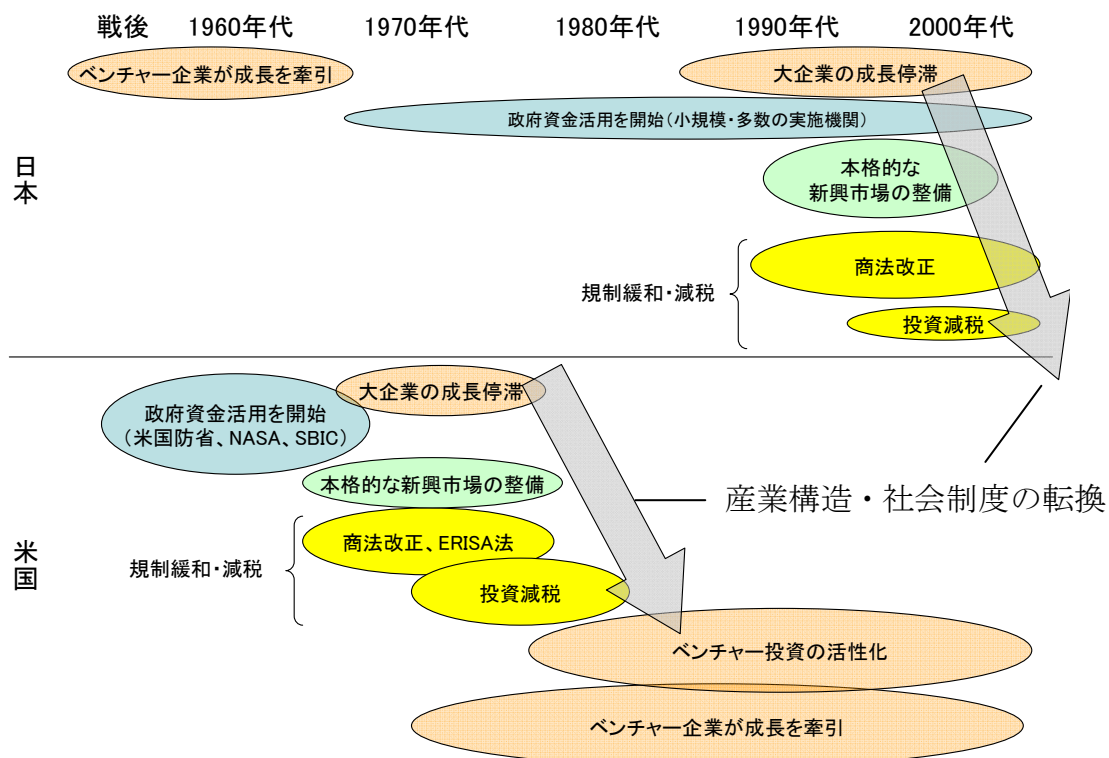 戦後 1960年代 1970年代 1980年代 1990年代 2000年代
ベンチャー企業が成長を牽引
大企業の成長停滞
政府資金活用を開始(小規模・多数の実施機関)
日本
本格的な
新興市場の整備
規制緩和・減税
商法改正
投資減税
大企業の成長停滞
政府資金活用を開始
(米国防省、NASA、SBIC)
本格的な新興市場の整備
産業構造・社会制度の転換
米国
規制緩和・減税
商法改正、ERISA法
投資減税
ベンチャー投資の活性化
ベンチャー企業が成長を牽引